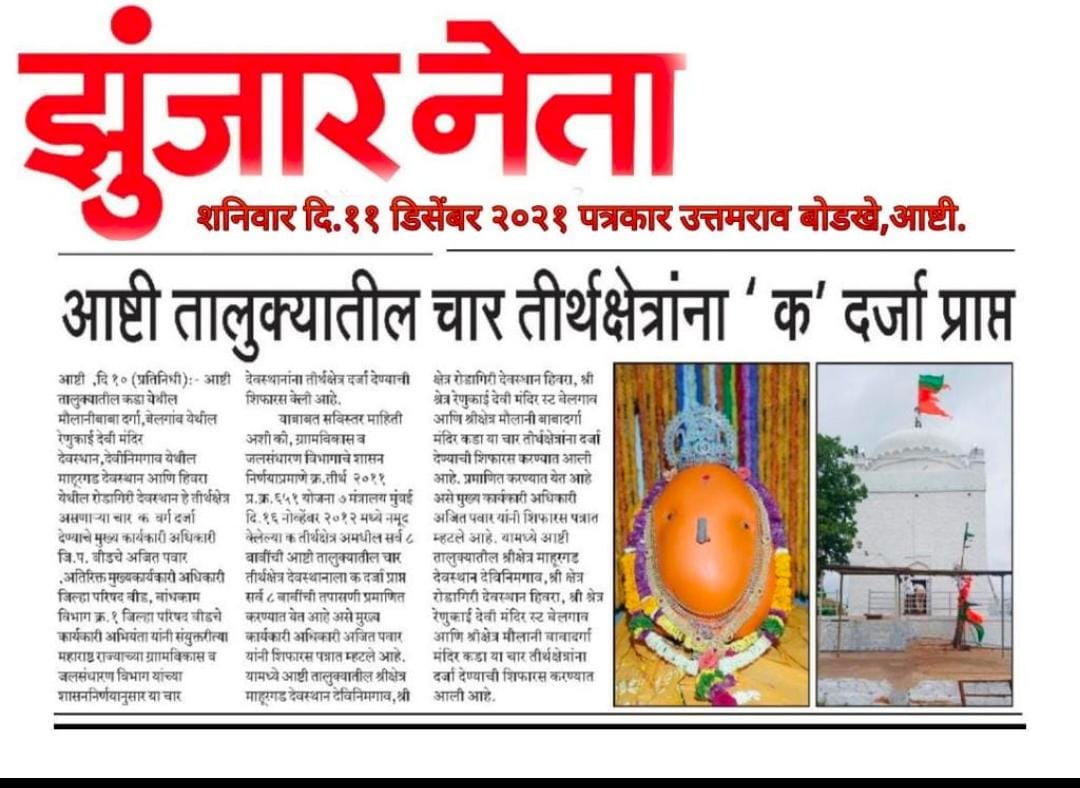 झुंजार नेता
शनिवार दि.११ डिसेंबर २०२१ पत्रकार उत्तमराव बोडखे,आष्टी.
आष्टी तालुक्यातील चार तीर्थक्षेत्रांना ‘ क’ दर्जा प्राप्त
आष्टी ,दि १० (प्रतिनिधी):- आष्टी
तालुक्यातील कडा येथील
मौलानीबाबा दर्गा,बेलगांव येथील
रेणुकाई देवी मंदिर
देवस्थान,देवीनिमगाव येथील
माहूरगड देवस्थान आणि हिवरा
येथील रोडागिरी देवस्थान हे तीर्थक्षेत्र
असणाऱ्या चार क वर्ग दर्जा
देण्याचे मुख्य कार्यकारी अधिकारी
जि.प. बीडचे अजित पवार
,अतिरिक्त मुख्यकार्यकारी अधिकारी
जिल्हा परिषद बीड, बांधकाम
विभाग क्र.१ जिल्हा परिषद बीडचे
कार्यकारी अभियंता यांनी संयुक्तरीत्या
महाराष्ट्र राज्याच्या ग्रामविकास व
जलसंधारण विभाग यांच्या
शासननिर्णयानुसार या चार
देवस्थानांना तीर्थक्षेत्र दर्जा देण्याची
शिफारस केली आहे.
याबाबत सविस्तर माहिती
अशी की, ग्रामविकास व
जलसंधारण विभागाचे शासन
निर्णयाप्रमाणे क्र.तीर्थ २०११
प्र.क्र.६५१ योजना ७ मंत्रालय मुंबई
दि.१६ नोव्हेंबर २०१२ मध्ये नमूद
केलेल्या क तीर्थक्षेत्र अमधील सर्व ८
बाबींची आष्टी तालुक्यातील चार
तीर्थक्षेत्र देवस्थानाला क दर्जा प्राप्त
सर्व ८ बाबींची तपासणी प्रमाणित
करण्यात येत आहे असे मुख्य
कार्यकारी अधिकारी अजित पवार
यांनी शिफारस पत्रात म्हटले आहे.
यामध्ये आष्टी तालुक्यातील श्रीक्षेत्र
माहूरगड देवस्थान देविनिमगाव,श्री
क्षेत्र रोडागिरी देवस्थान हिवरा, श्री
क्षेत्र रेणुकाई देवी मंदिर स्ट बेलगाव
आणि श्रीक्षेत्र मौलानी बाबादर्गा
मंदिर कडा या चार तीर्थक्षेत्रांना दर्जा
देण्याची शिफारस करण्यात आली
आहे. प्रमाणित करण्यात येत आहे
असे मुख्य कार्यकारी अधिकारी
अजित पवार यांनी शिफारस पत्रात
म्हटले आहे. यामध्ये आष्टी
तालुक्यातील श्रीक्षेत्र माहूरगड
देवस्थान देविनिमगाव,श्री क्षेत्र
रोडागिरी देवस्थान हिवरा, श्री क्षेत्र
रेणुकाई देवी मंदिर स्ट बेलगाव
आणि श्रीक्षेत्र मौलानी बाबादर्गा
मंदिर कडा या चार तीर्थक्षेत्रांना
दर्जा देण्याची शिफारस करण्यात
आली आहे.